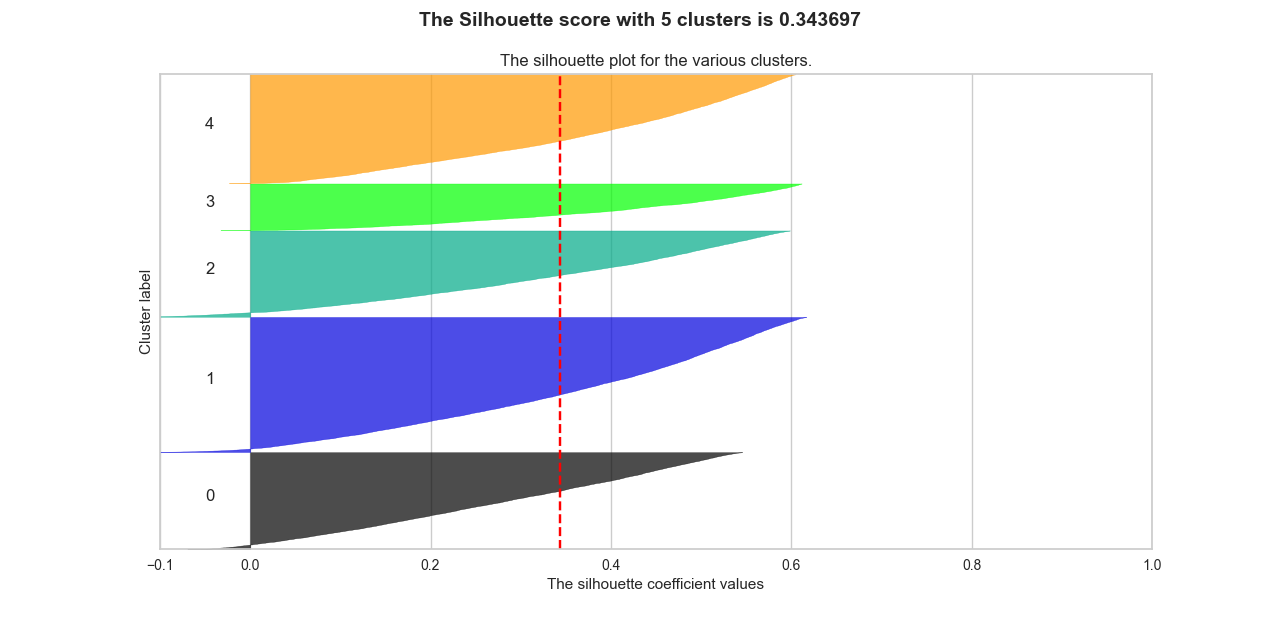 The Silhouette score with 5 clusters is 0.343697
The silhouette plot for the various clusters.
4
3
2
1
0
Cluster label
−0.1 0.0 0.2 0.4 0.6 0.8 1.0
The silhouette coefficient values